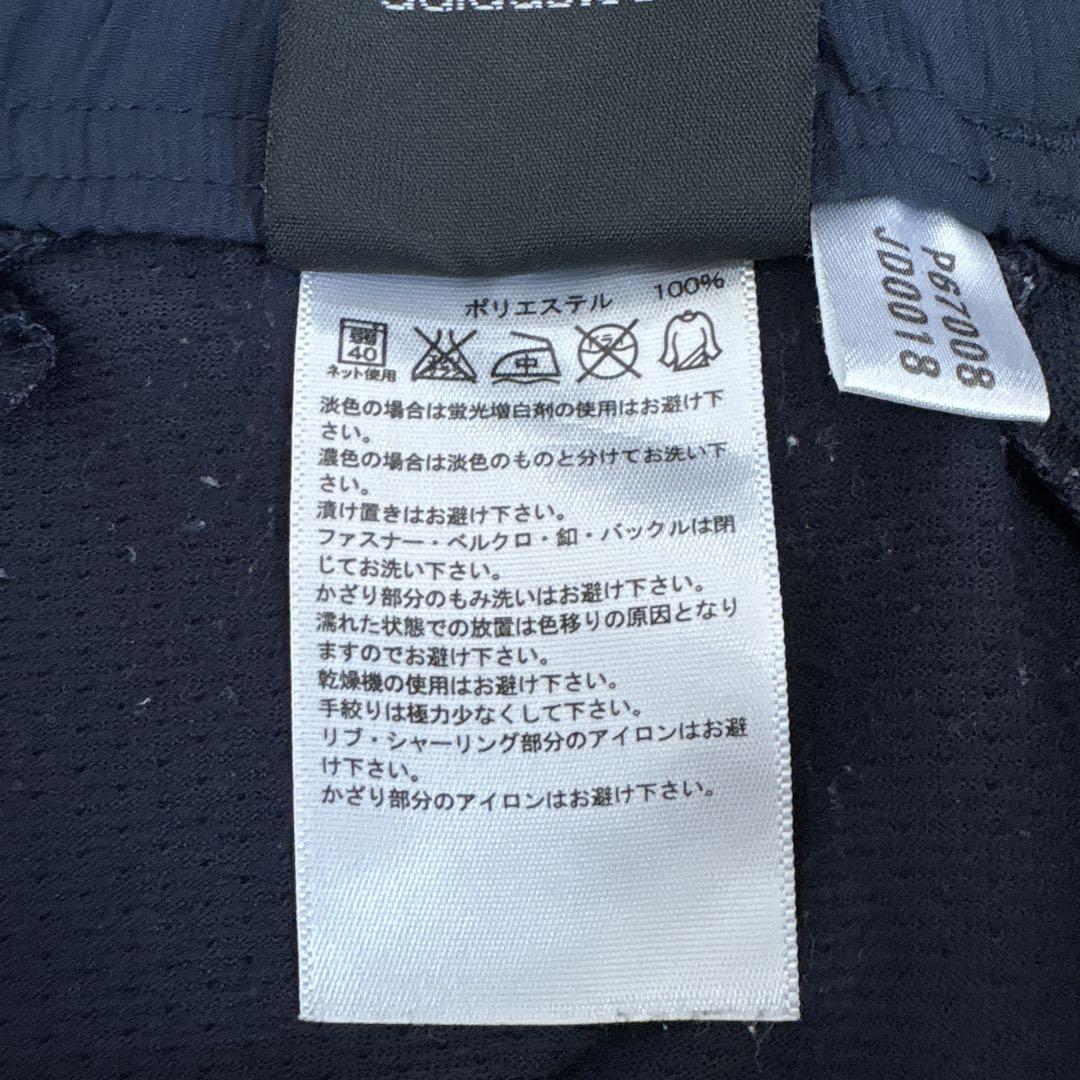 ポリエステル 100%
弱
40
ネット使用
中
ドライ
淡色の場合は蛍光増白剤の使用はお避け下
さい。
濃色の場合は淡色のものと分けてお洗い下
さい。
漬け置きはお避け下さい。
ファスナー・ベルクロ・釦・バックルは閉
じてお洗い下さい。
かざり部分のもみ洗いはお避け下さい。
濡れた状態での放置は色移りの原因となり
ますのでお避け下さい。
乾燥機の使用はお避け下さい。
手絞りは極力少なくして下さい。
リブ・シャーリング部分のアイロンはお避
け下さい。
かざり部分のアイロンはお避け下さい。
P67008
JD0018